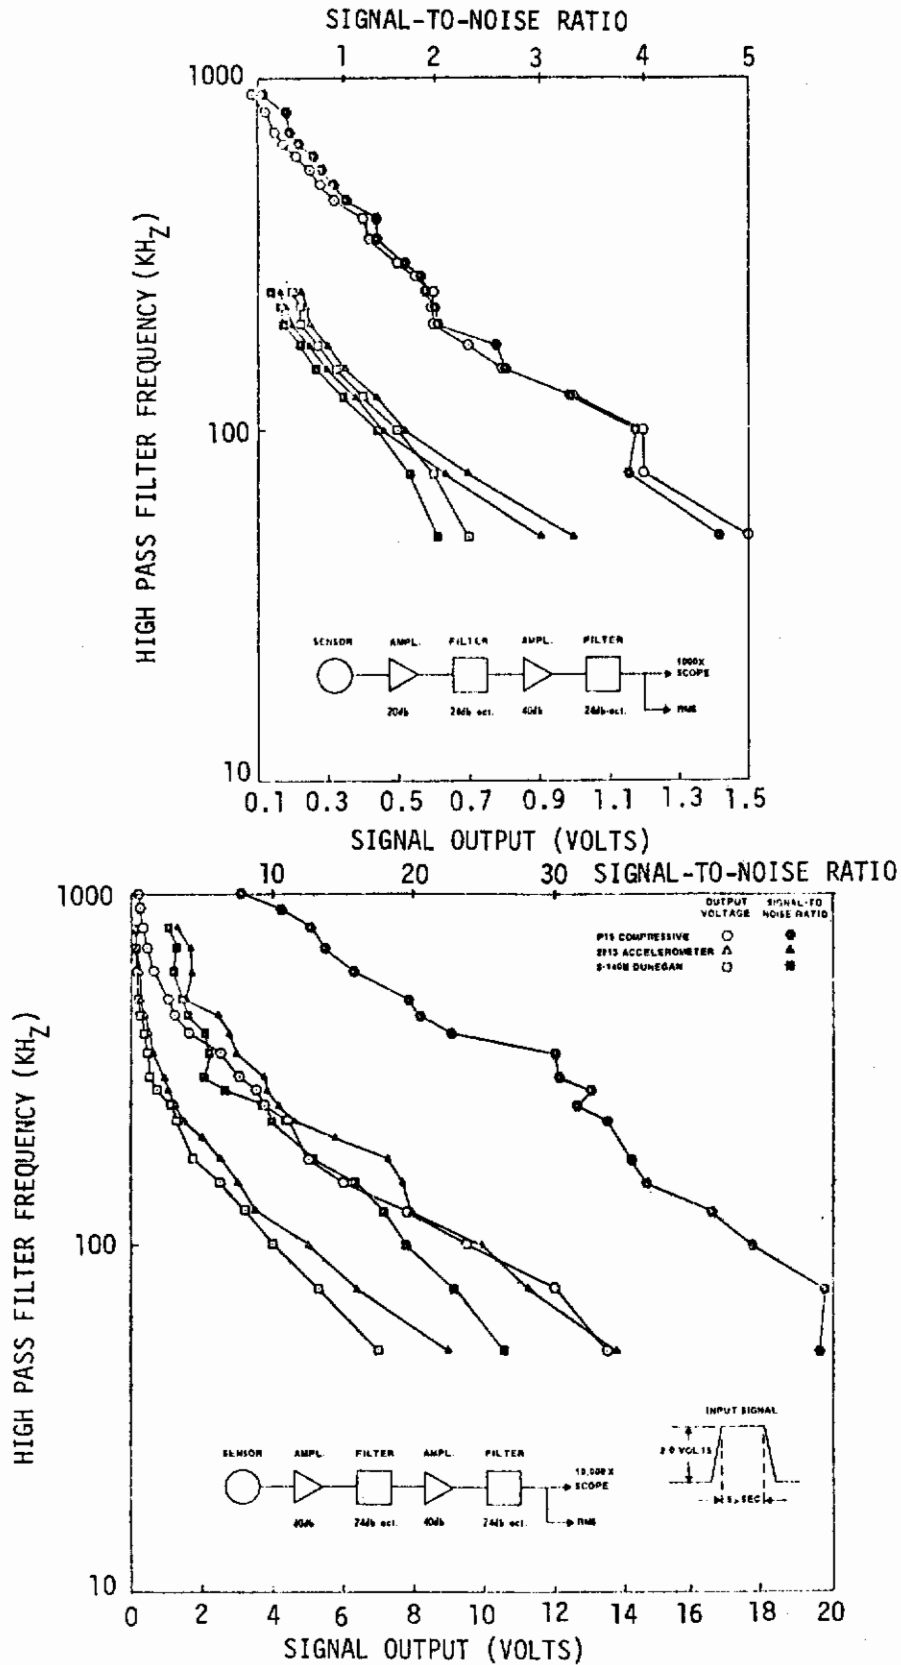 SIGNAL-TO-NOISE RATIO
1 2 3 4 5
1000
HIGH PASS FILTER FREQUENCY (KHZ)
100
SENSOR AMPL. FILTER AMPL. FILTER
1000X
SCOPE
RMS
20db 24db oct. 40db 24db-oct.
10
0.1 0.3 0.5 0.7 0.9 1.1 1.3 1.5
SIGNAL OUTPUT (VOLTS)
10 20 30 SIGNAL-TO-NOISE RATIO
1000
OUTPUT VOLTAGE SIGNAL-TO NOISE RATIO
P15 COMPRESSIVE
ACCELEROMETER
DUNEGAN
HIGH PASS FILTER FREQUENCY (KHZ)
100
INPUT SIGNAL
2.0 VOLTS
SEC
SENSOR AMPL. FILTER AMPL. FILTER
10,000X
SCOPE
RMS
24db oct. 40db 24db oct.
10
0 2 4 6 8 10 12 14 16 18 20
SIGNAL OUTPUT (VOLTS)